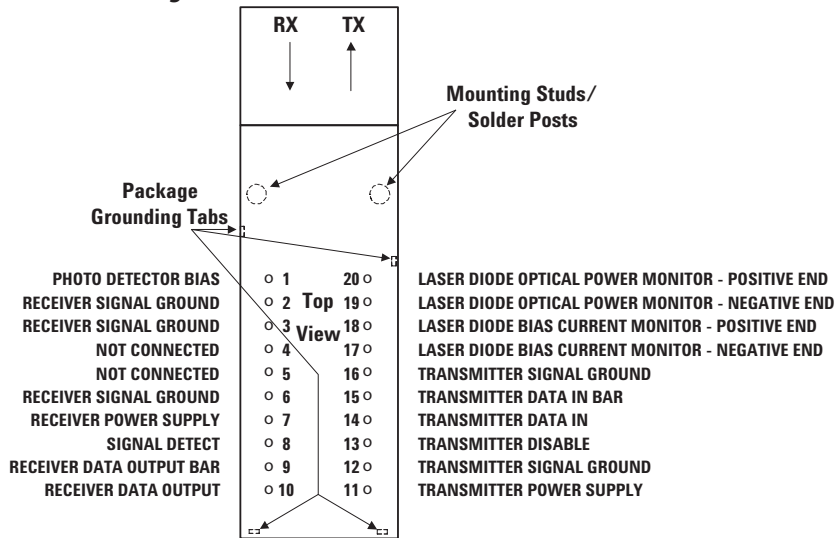 RX TX
Mounting Studs/
Solder Posts
Package
Grounding Tabs
Top
View
PHOTO DETECTOR BIAS o 1
RECEIVER SIGNAL GROUND o 2
RECEIVER SIGNAL GROUND o 3
NOT CONNECTED o 4
NOT CONNECTED o 5
RECEIVER SIGNAL GROUND o 6
RECEIVER POWER SUPPLY o 7
SIGNAL DETECT o 8
RECEIVER DATA OUTPUT BAR o 9
RECEIVER DATA OUTPUT o 10
20 o LASER DIODE OPTICAL POWER MONITOR - POSITIVE END
19 o LASER DIODE OPTICAL POWER MONITOR - NEGATIVE END
18 o LASER DIODE BIAS CURRENT MONITOR - POSITIVE END
17 o LASER DIODE BIAS CURRENT MONITOR - NEGATIVE END
16 o TRANSMITTER SIGNAL GROUND
15 o TRANSMITTER DATA IN BAR
14 o TRANSMITTER DATA IN
13 o TRANSMITTER DISABLE
12 o TRANSMITTER SIGNAL GROUND
11 o TRANSMITTER POWER SUPPLY